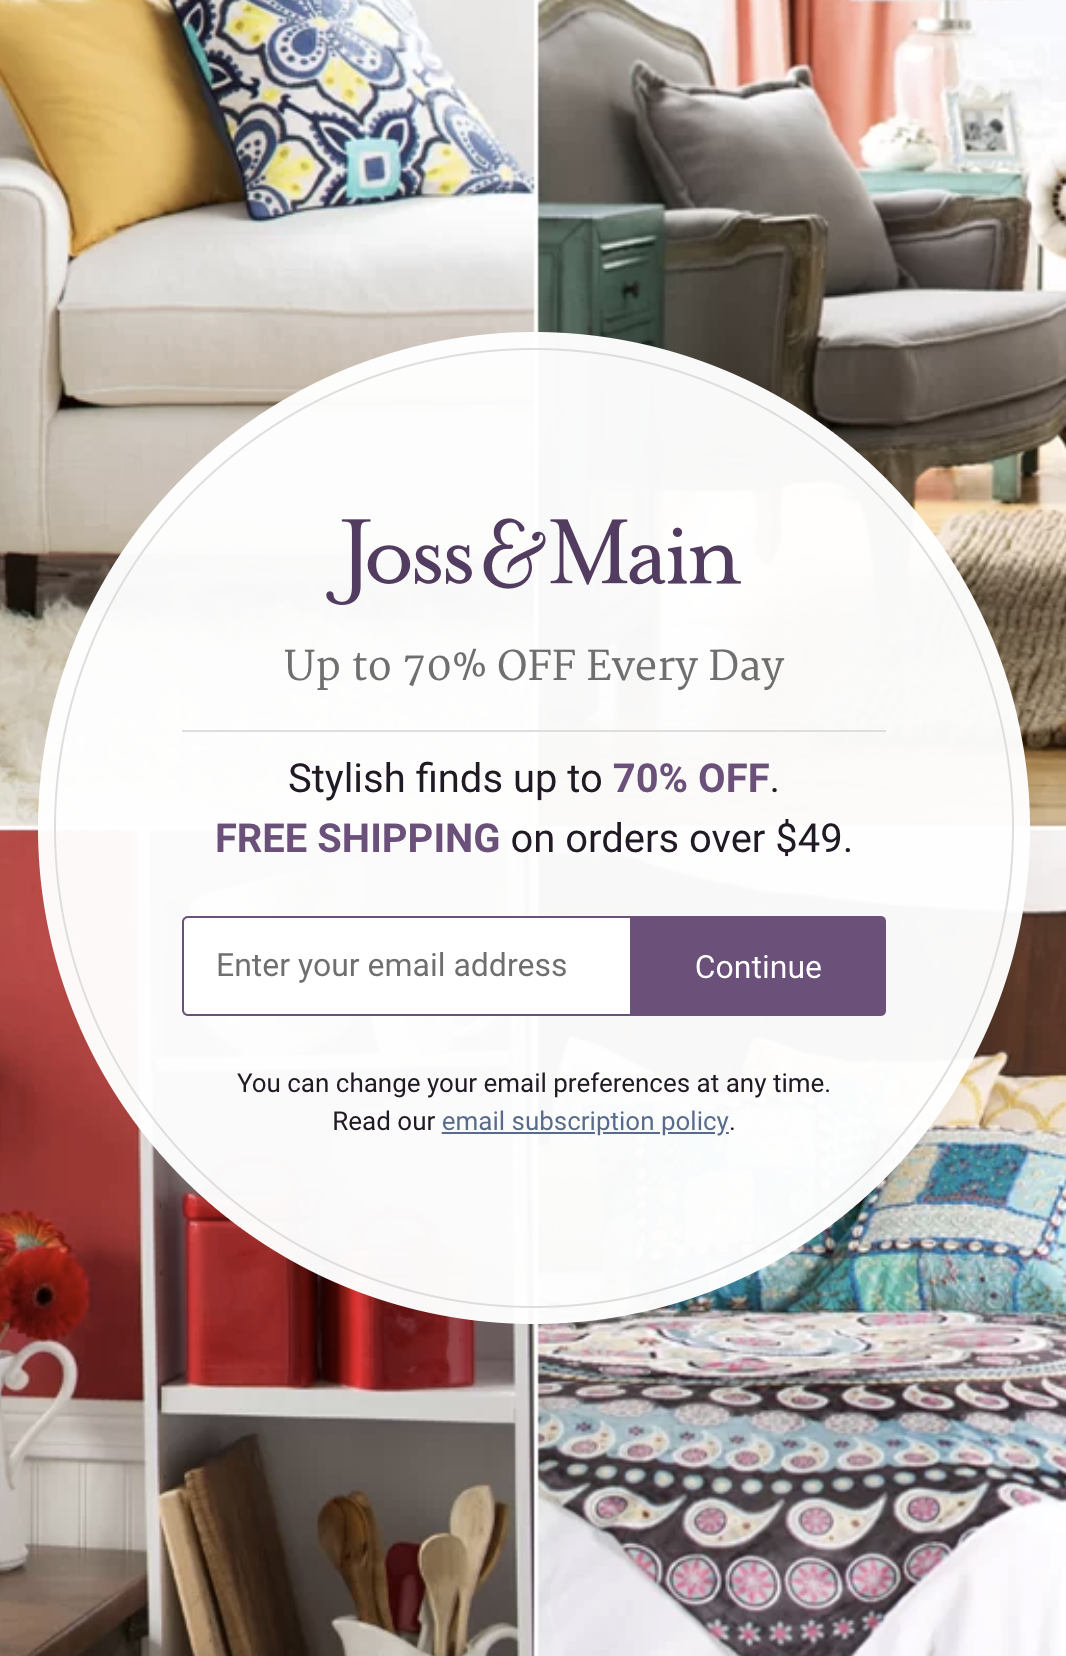 Joss & Main
Up to 70% OFF Every Day
Stylish finds up to 70% OFF.
FREE SHIPPING on orders over $49.
Enter your email address
Continue
You can change your email preferences at any time.
Read our email subscription policy.